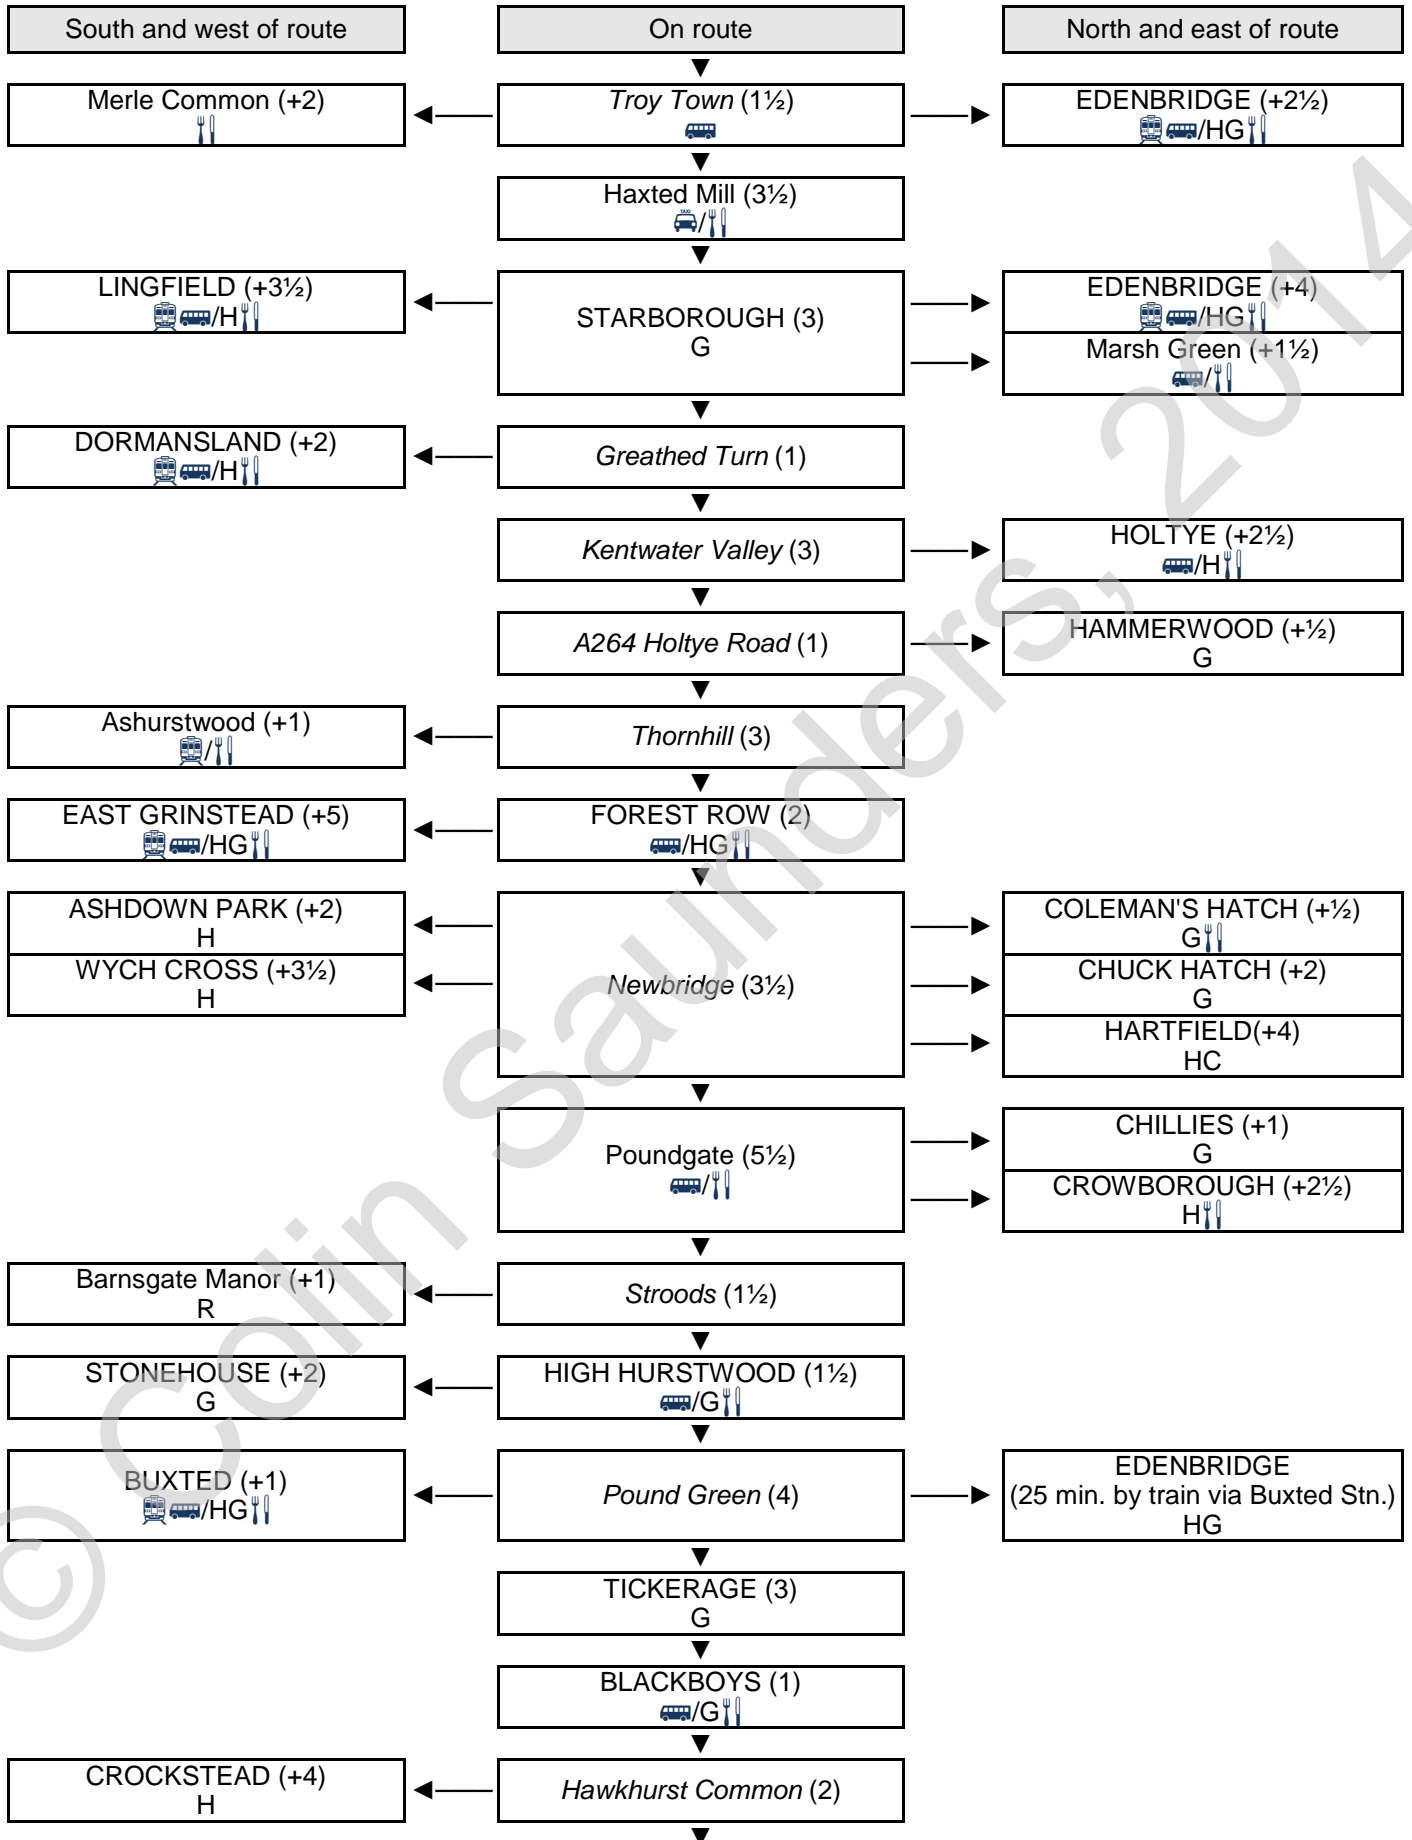 South and west of route
On route
North and east of route
Merle Common (+2)
Troy Town (1½)
EDENBRIDGE (+2½)
/HG
Haxted Mill (3½)
TAXI
/
LINGFIELD (+3½)
/H
STARBOROUGH (3)
G
EDENBRIDGE (+4)
/HG
Marsh Green (+1½)
/
DORMANSLAND (+2)
/H
Greathed Turn (1)
Kentwater Valley (3)
HOLTYE (+2½)
/H
A264 Holtye Road (1)
HAMMERWOOD (+½)
G
Ashurstwood (+1)
/
Thornhill (3)
EAST GRINSTEAD (+5)
/HG
FOREST ROW (2)
/HG
ASHDOWN PARK (+2)
H
WYCH CROSS (+3½)
H
Newbridge (3½)
COLEMAN'S HATCH (+½)
G
CHUCK HATCH (+2)
G
HARTFIELD(+4)
HC
Poundgate (5½)
/
CHILLIES (+1)
G
CROWBOROUGH (+2½)
H
Barnsgate Manor (+1)
R
Stroods (1½)
STONEHOUSE (+2)
G
HIGH HURSTWOOD (1½)
/G
BUXTED (+1)
/HG
Pound Green (4)
EDENBRIDGE
(25 min. by train via Buxted Stn.)
HG
TICKERAGE (3)
G
BLACKBOYS (1)
/G
CROCKSTEAD (+4)
H
Hawkhurst Common (2)
© Colin Saunders, 2014